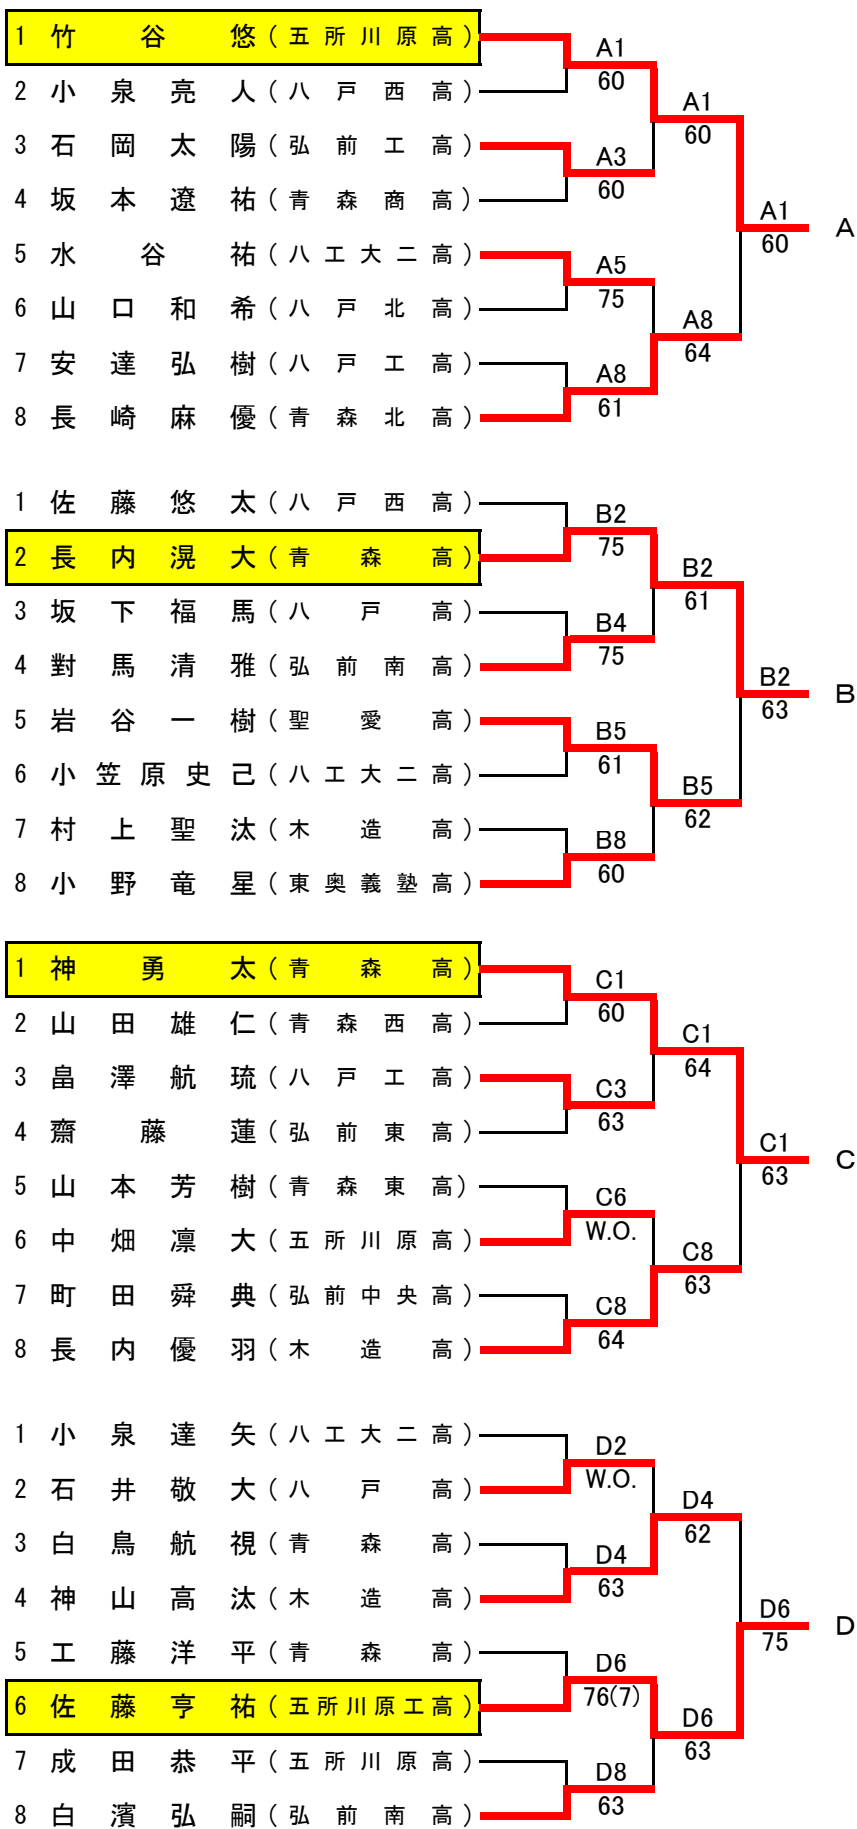 1 竹谷悠(五所川原高)
A1
2 小泉亮人(八戸西高)
60
A1
3 石岡太陽(弘前工高)
60
A3
4 坂本遼祐(青森商高)
60
A1
A
5 水谷祐(八工大二高)
60
A5
6 山口和希(八戸北高)
75
A8
7 安達弘樹(八戸工高)
64
A8
8 長崎麻優(青森北高)
61
1 佐藤悠太(八戸西高)
B2
2 長内滉大(青森高)
75
B2
3 坂下福馬(八戸高)
61
B4
4 對馬清雅(弘前南高)
75
B2
B
5 岩谷一樹(聖愛高)
63
B5
6 小笠原史己(八工大二高)
61
B5
7 村上聖汰(木造高)
62
B8
8 小野竜星(東奥義塾高)
60
1 神勇太(青森高)
C1
2 山田雄仁(青森西高)
60
C1
3 畠澤航琉(八戸工高)
64
C3
4 齋藤蓮(弘前東高)
63
C1
C
5 山本芳樹(青森東高)
63
C6
6 中畑凛大(五所川原高)
W.O.
C8
7 町田舜典(弘前中央高)
63
C8
8 長内優羽(木造高)
64
1 小泉達矢(八工大二高)
D2
2 石井敬大(八戸高)
W.O.
D4
3 白鳥航視(青森高)
62
D4
4 神山高汰(木造高)
63
D6
D
5 工藤洋平(青森高)
75
D6
6 佐藤亨祐(五所川原工高)
76(7)
D6
7 成田恭平(五所川原高)
63
D8
8 白濱弘嗣(弘前南高)
63